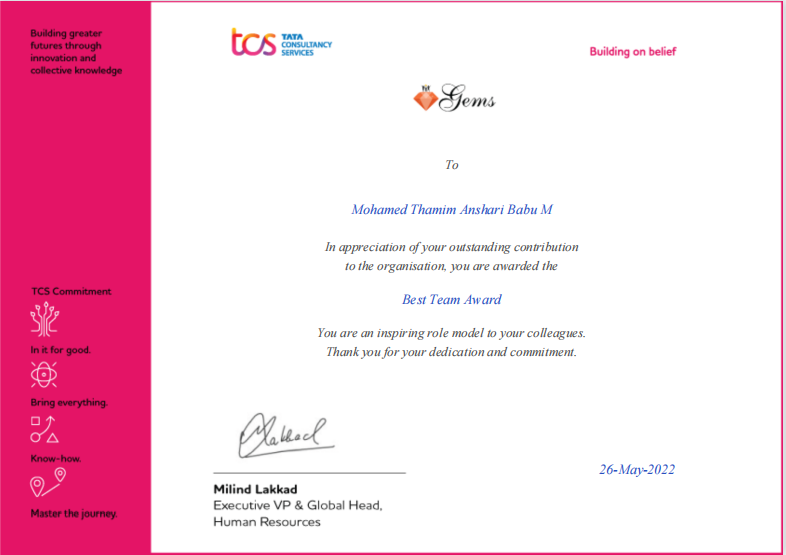 Building greater
futures through
innovation and
collective knowledge
tcs TATA
CONSULTANCY
SERVICES
Building on belief
Gems
To
Mohamed Thamim Anshari Babu M
In appreciation of your outstanding contribution
to the organisation, you are awarded the
Best Team Award
You are an inspiring role model to your colleagues.
Thank you for your dedication and commitment.
TCS Commitment
In it for good.
Bring everything.
Know-how.
Master the journey.
Lakkad
26-May-2022
Milind Lakkad
Executive VP & Global Head,
Human Resources